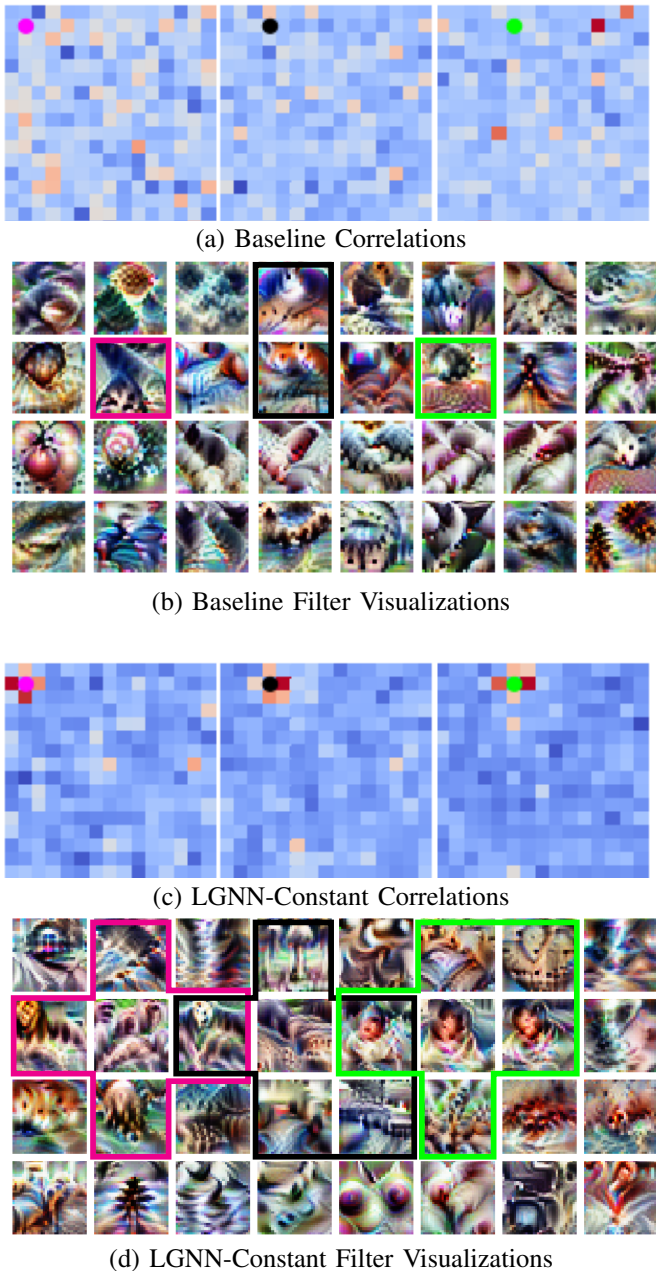 (a) Baseline Correlations
(b) Baseline Filter Visualizations
(c) LGNN-Constant Correlations
(d) LGNN-Constant Filter Visualizations